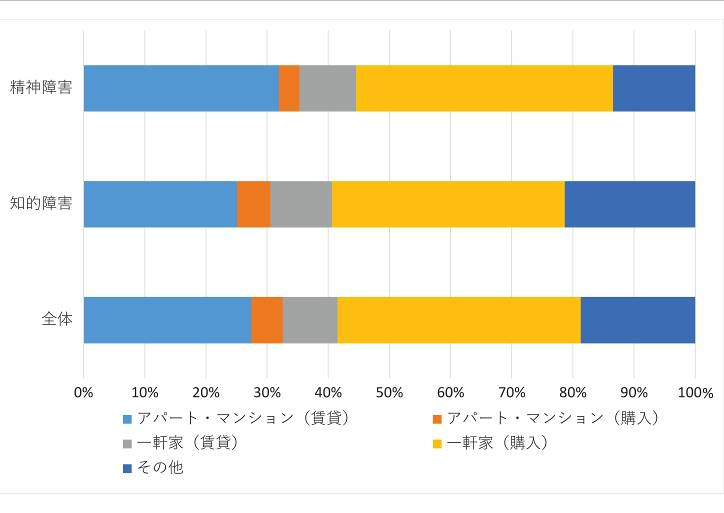 精神障害
知的障害
全体
0% 10% 20% 30% 40% 50% 60% 70% 80% 90% 100%
アパート・マンション（賃貸） アパート・マンション（購入）
一軒家（賃貸） 一軒家（購入）
その他